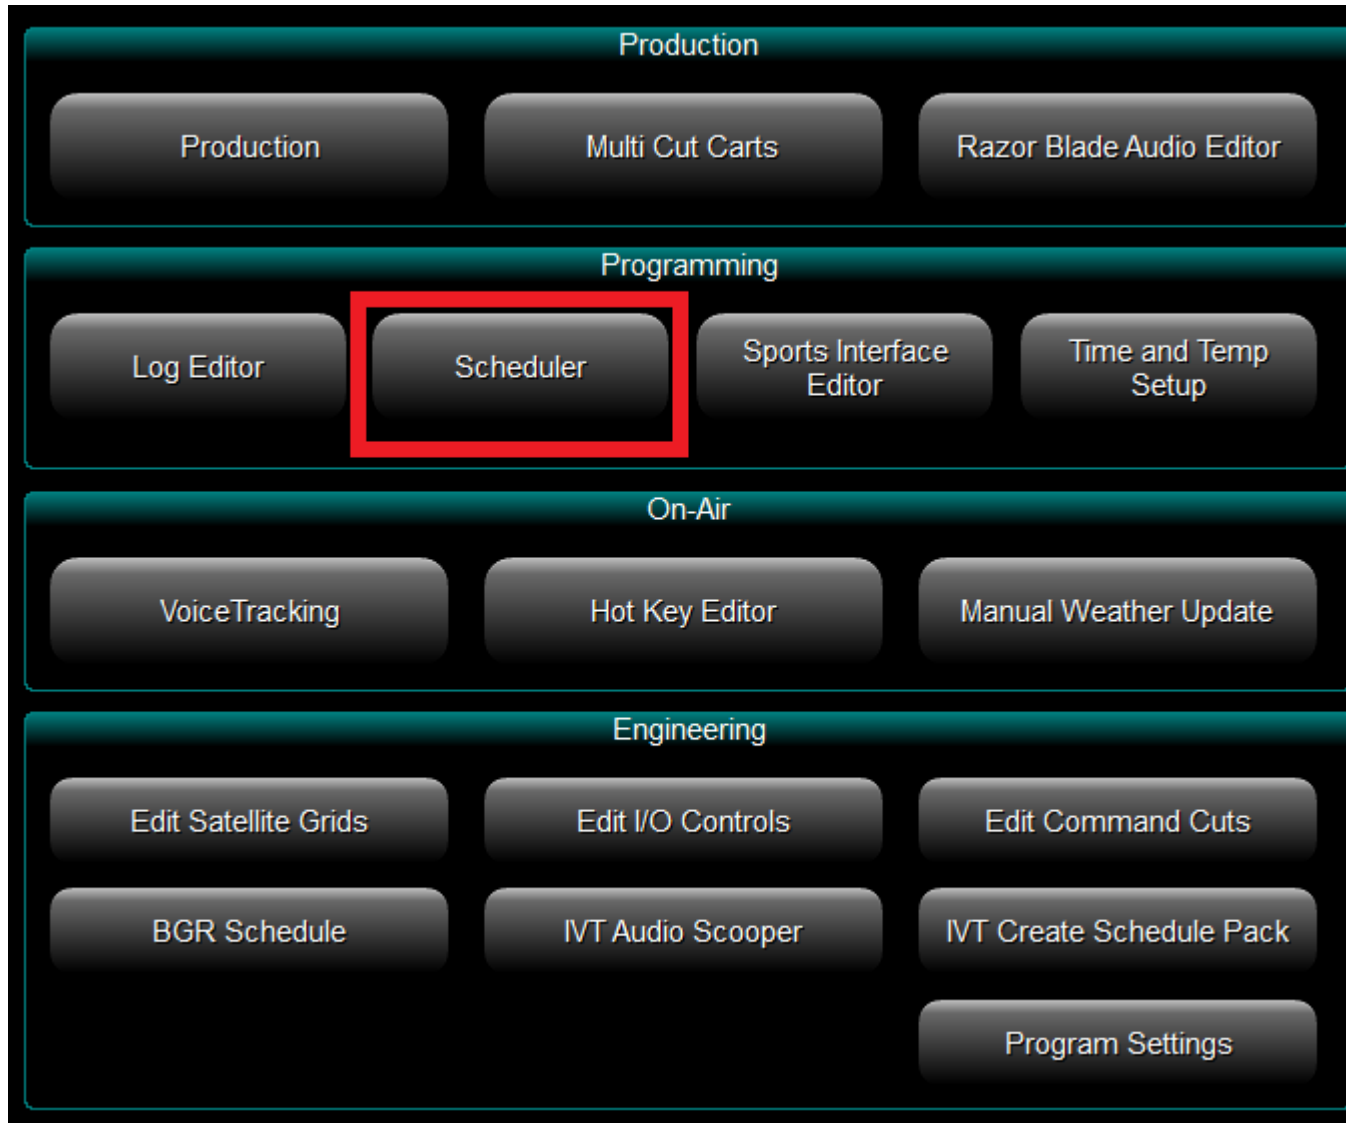 Production
Production
Multi Cut Carts
Razor Blade Audio Editor
Programming
Log Editor
Scheduler
Sports Interface
Editor
Time and Temp
Setup
On-Air
VoiceTracking
Hot Key Editor
Manual Weather Update
Engineering
Edit Satellite Grids
Edit I/O Controls
Edit Command Cuts
BGR Schedule
IVT Audio Scooper
IVT Create Schedule Pack
Program Settings